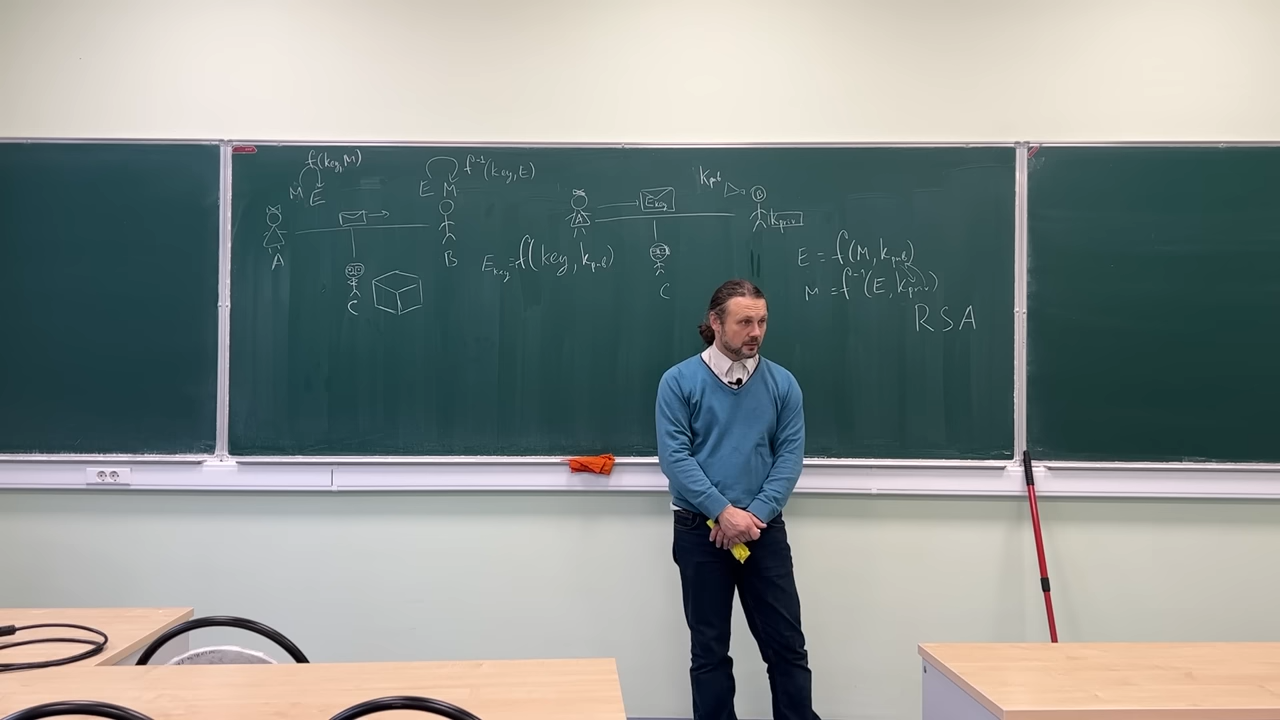 f(key, M)
M
E
f⁻¹(key, E)
E M
A
B
C
K_pub
E_key
A
B
K_priv
E_key = f(key, k_pub)
C
E = f(M, k_pub)
M = f⁻¹(E, k_priv)
RSA